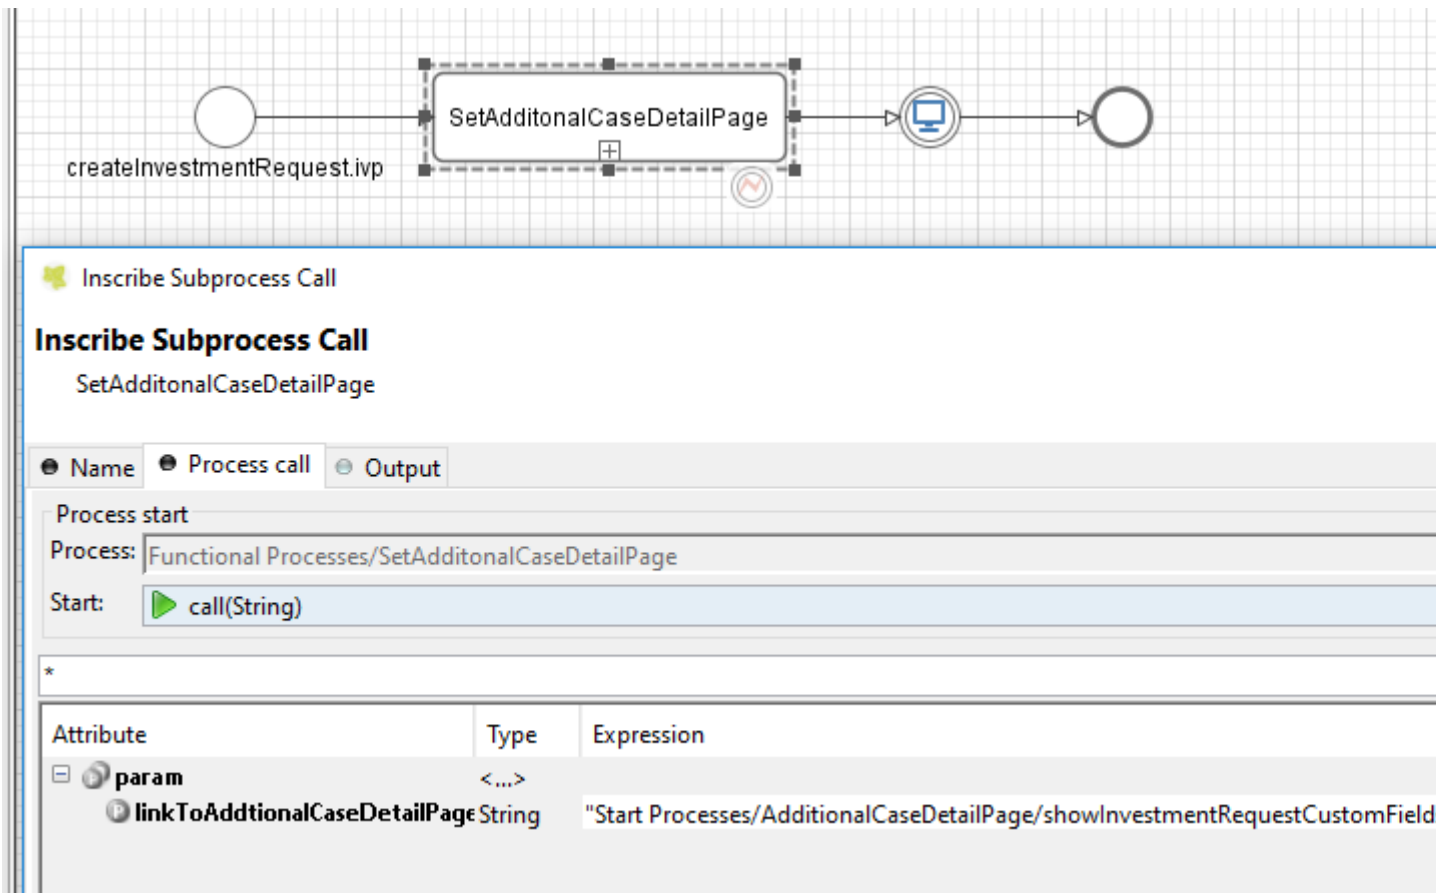 SetAdditonalCaseDetailPage
createInvestmentRequest.ivp
Inscribe Subprocess Call
Inscribe Subprocess Call
SetAdditonalCaseDetailPage
Name Process call Output
Process start
Process: Functional Processes/SetAdditonalCaseDetailPage
Start: call(String)
*
Attribute Type Expression
param <...>
linkToAddtionalCaseDetailPage String "Start Processes/AdditionalCaseDetailPage/showInvestmentRequestCustomField